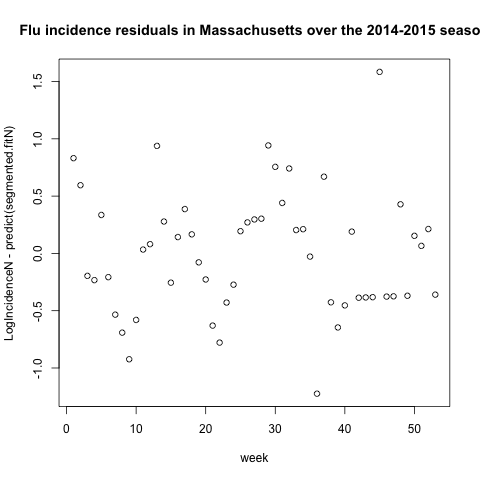 Flu incidence residuals in Massachusetts over the 2014-2015 seaso
LogIncidenceN - predict(segmented.fitN)
1.5
1.0
0.5
0.0
-0.5
-1.0
0 10 20 30 40 50
week